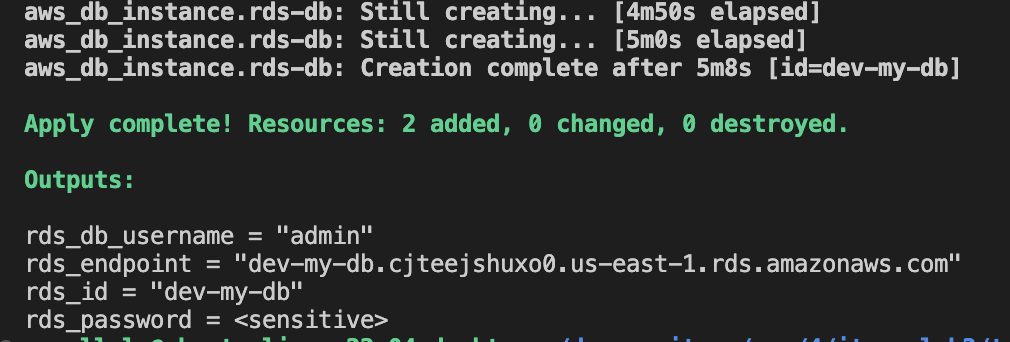 aws_db_instance.rds-db: Still creating... [4m50s elapsed]
aws_db_instance.rds-db: Still creating... [5m0s elapsed]
aws_db_instance.rds-db: Creation complete after 5m8s [id=dev-my-db]
Apply complete! Resources: 2 added, 0 changed, 0 destroyed.
Outputs:
rds_db_username = "admin"
rds_endpoint = "dev-my-db.cjteejshuxo0.us-east-1.rds.amazonaws.com"
rds_id = "dev-my-db"
rds_password = <sensitive>